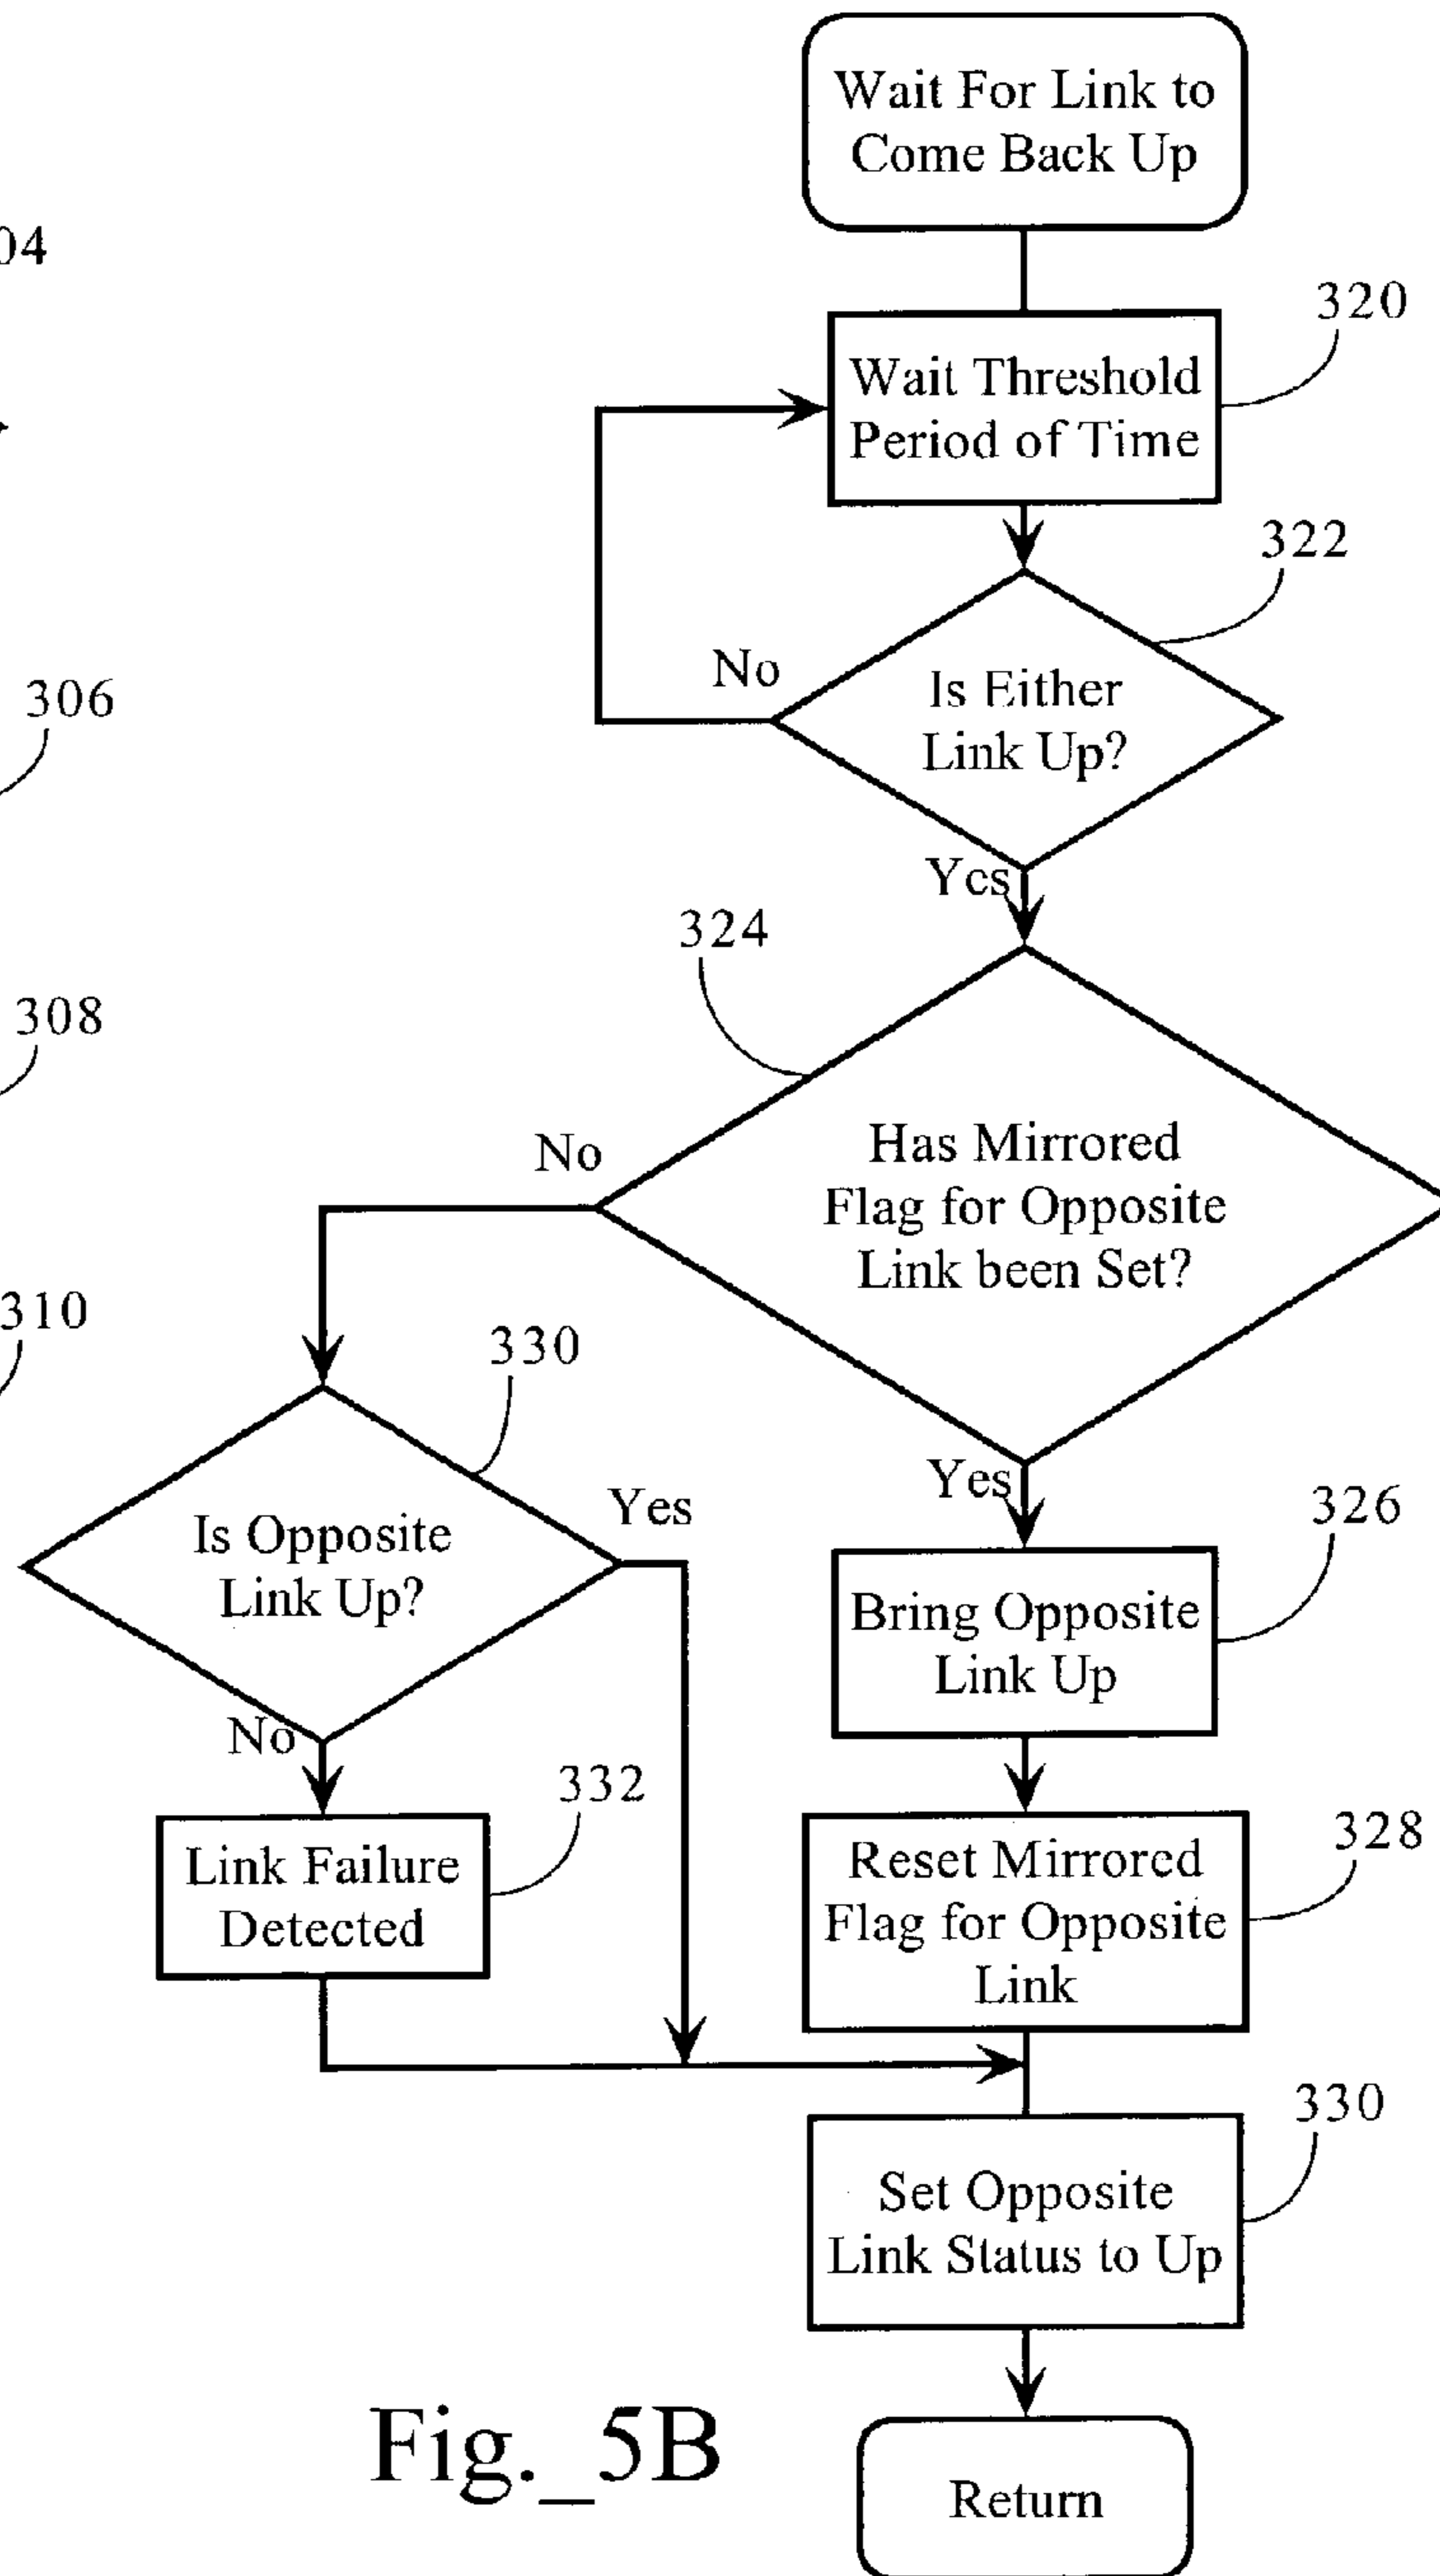 Wait For Link to
Come Back Up
04
320
Wait Threshold
Period of Time
322
306
No
Is Either
Link Up?
Yes
324
308
No
Has Mirrored
Flag for Opposite
Link been Set?
310
330
Yes
Yes
326
Is Opposite
Link Up?
Bring Opposite
Link Up
No
332
328
Link Failure
Detected
Reset Mirrored
Flag for Opposite
Link
330
Set Opposite
Link Status to Up
Fig._5B
Return